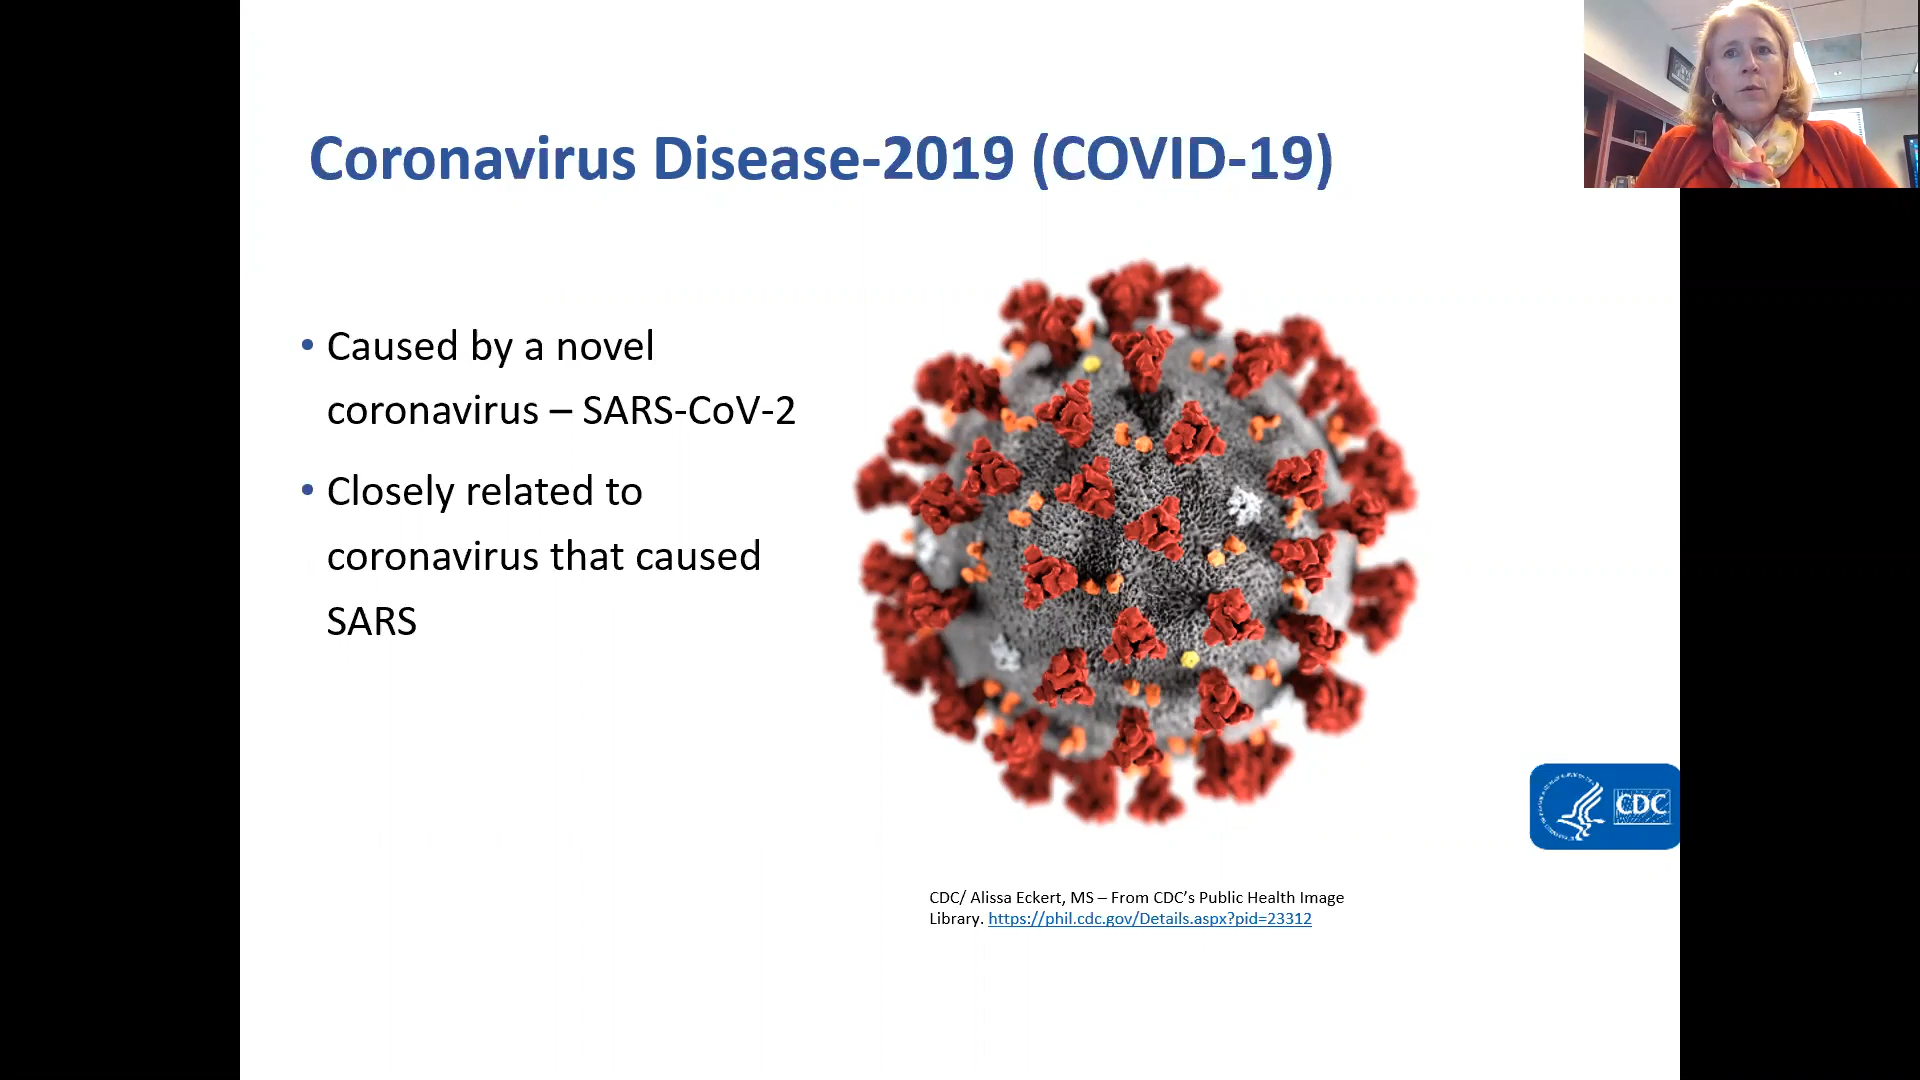 Coronavirus Disease-2019 (COVID-19)
• Caused by a novel
coronavirus – SARS-CoV-2
• Closely related to
coronavirus that caused
SARS
CDC
CDC/ Alissa Eckert, MS – From CDC’s Public Health Image
Library. https://phil.cdc.gov/Details.aspx?pid=23312